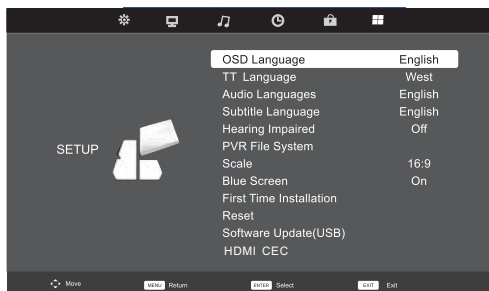 OSD Language English
TT Language West
Audio Languages English
Subtitle Language English
Hearing Impaired Off
PVR File System
SETUP
Scale 16:9
Blue Screen On
First Time Installation
Reset
Software Update(USB)
HDMI CEC
Move MENU Return ENTER Select EXIT Exit